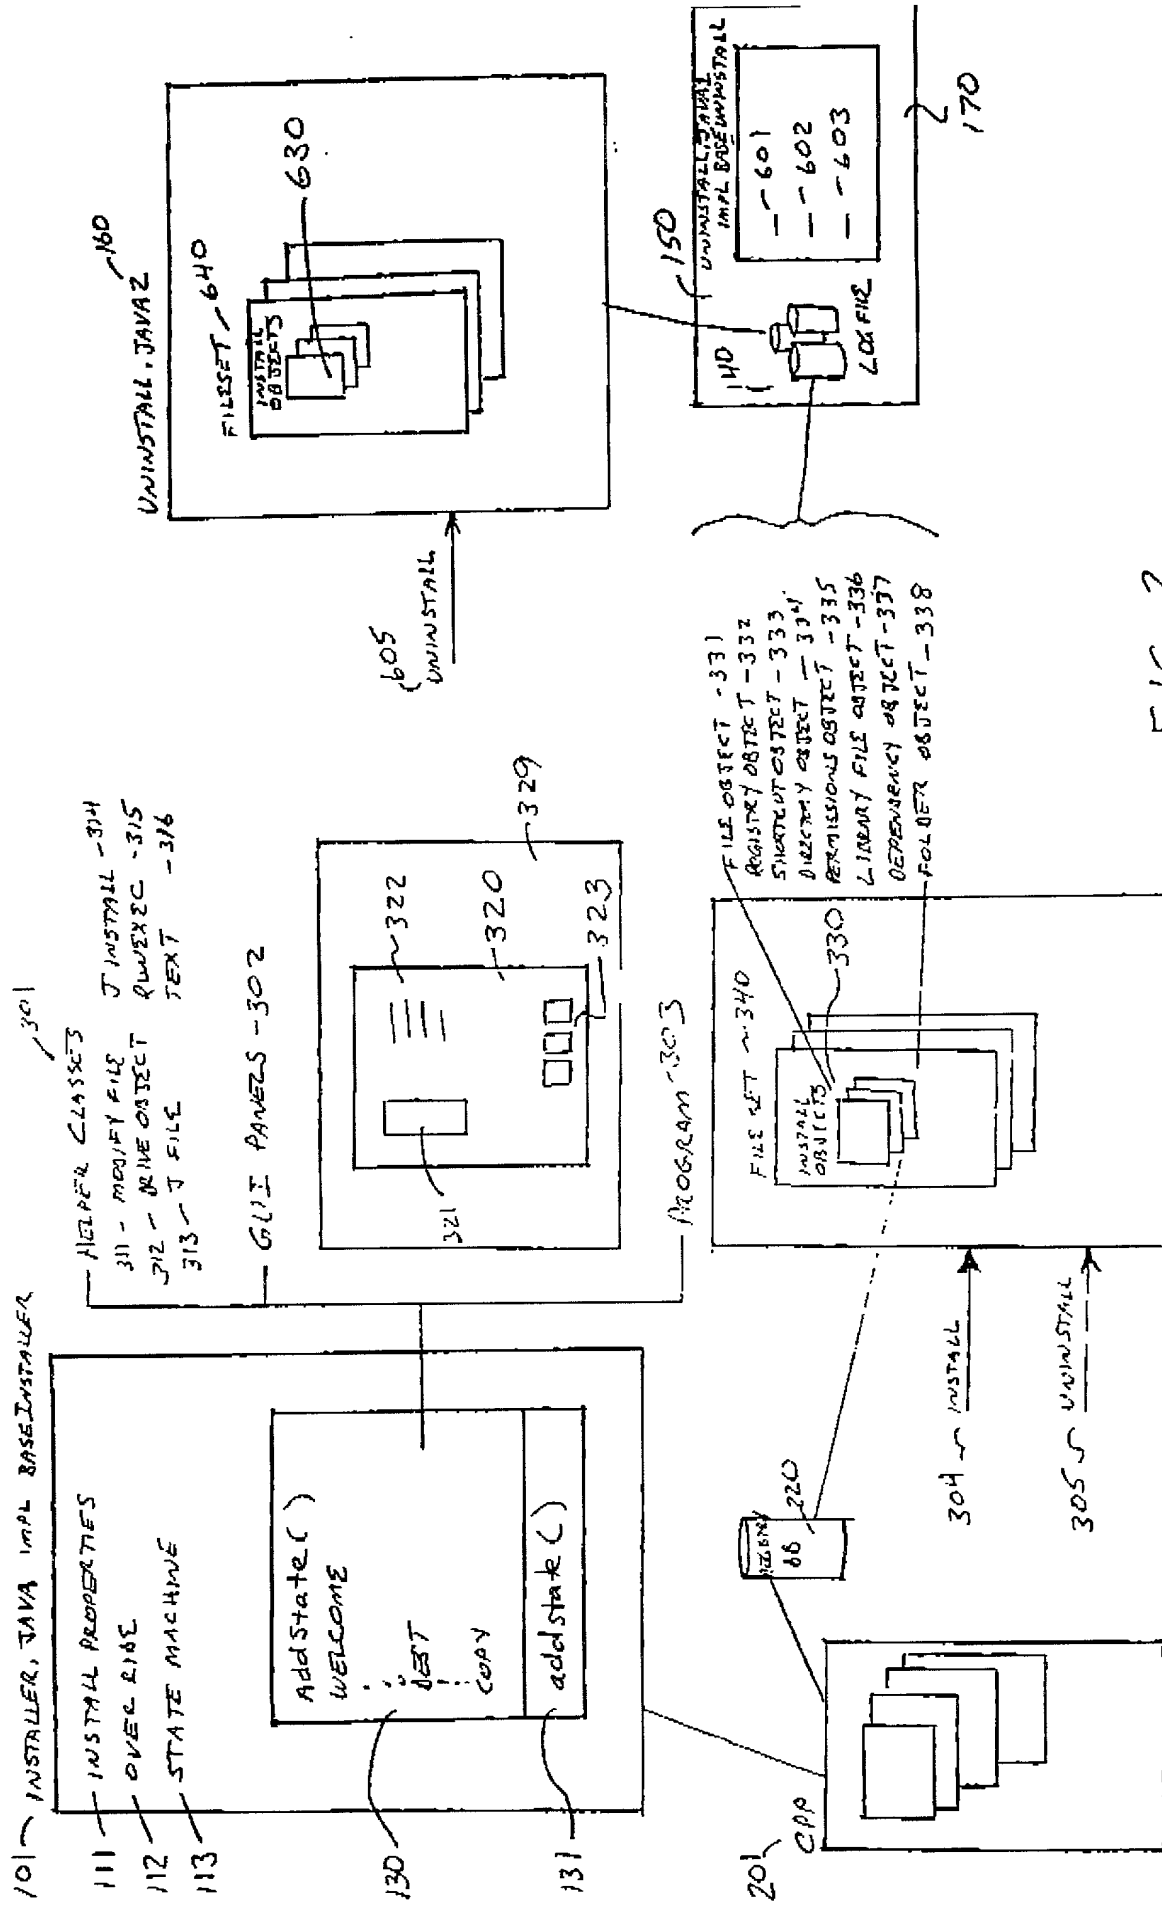 101 INSTALLER, JAVA IMPL BASEINSTALLER
111 INSTALL PROPERTIES
112 OVER RIDE
113 STATE MACHINE
130
AddState()
WELCOME
DEST
COPY
131
addstate()
201
CPP
DB
220
301
HELPER CLASSES
311 - MODIFY FILE J INSTALL -314
312 - DRIVE OBJECT RUNEXEC -315
313 - J FILE TEXT -316
GUI PANELS -302
321
322
320
323
329
PROGRAM -303
304 INSTALL
305 UNINSTALL
FILE SET ~340
INSTALL
OBJECTS
330
FILE OBJECT -331
REGISTRY OBJECT -332
SHORTCUT OBJECT -333
DIRECTORY OBJECT -334
PERMISSIONS OBJECT -335
LIBRARY FILE OBJECT -336
DEPENDENCY OBJECT -337
FOLDER OBJECT -338
605
UNINSTALL
UNINSTALL, JAVA2
160
FILESET 640
INSTALL
OBJECTS
630
150
UNINSTALL, JAVA1
IMPL BASEUNINSTALL
140
LOG FILE
-601
-602
-603
170